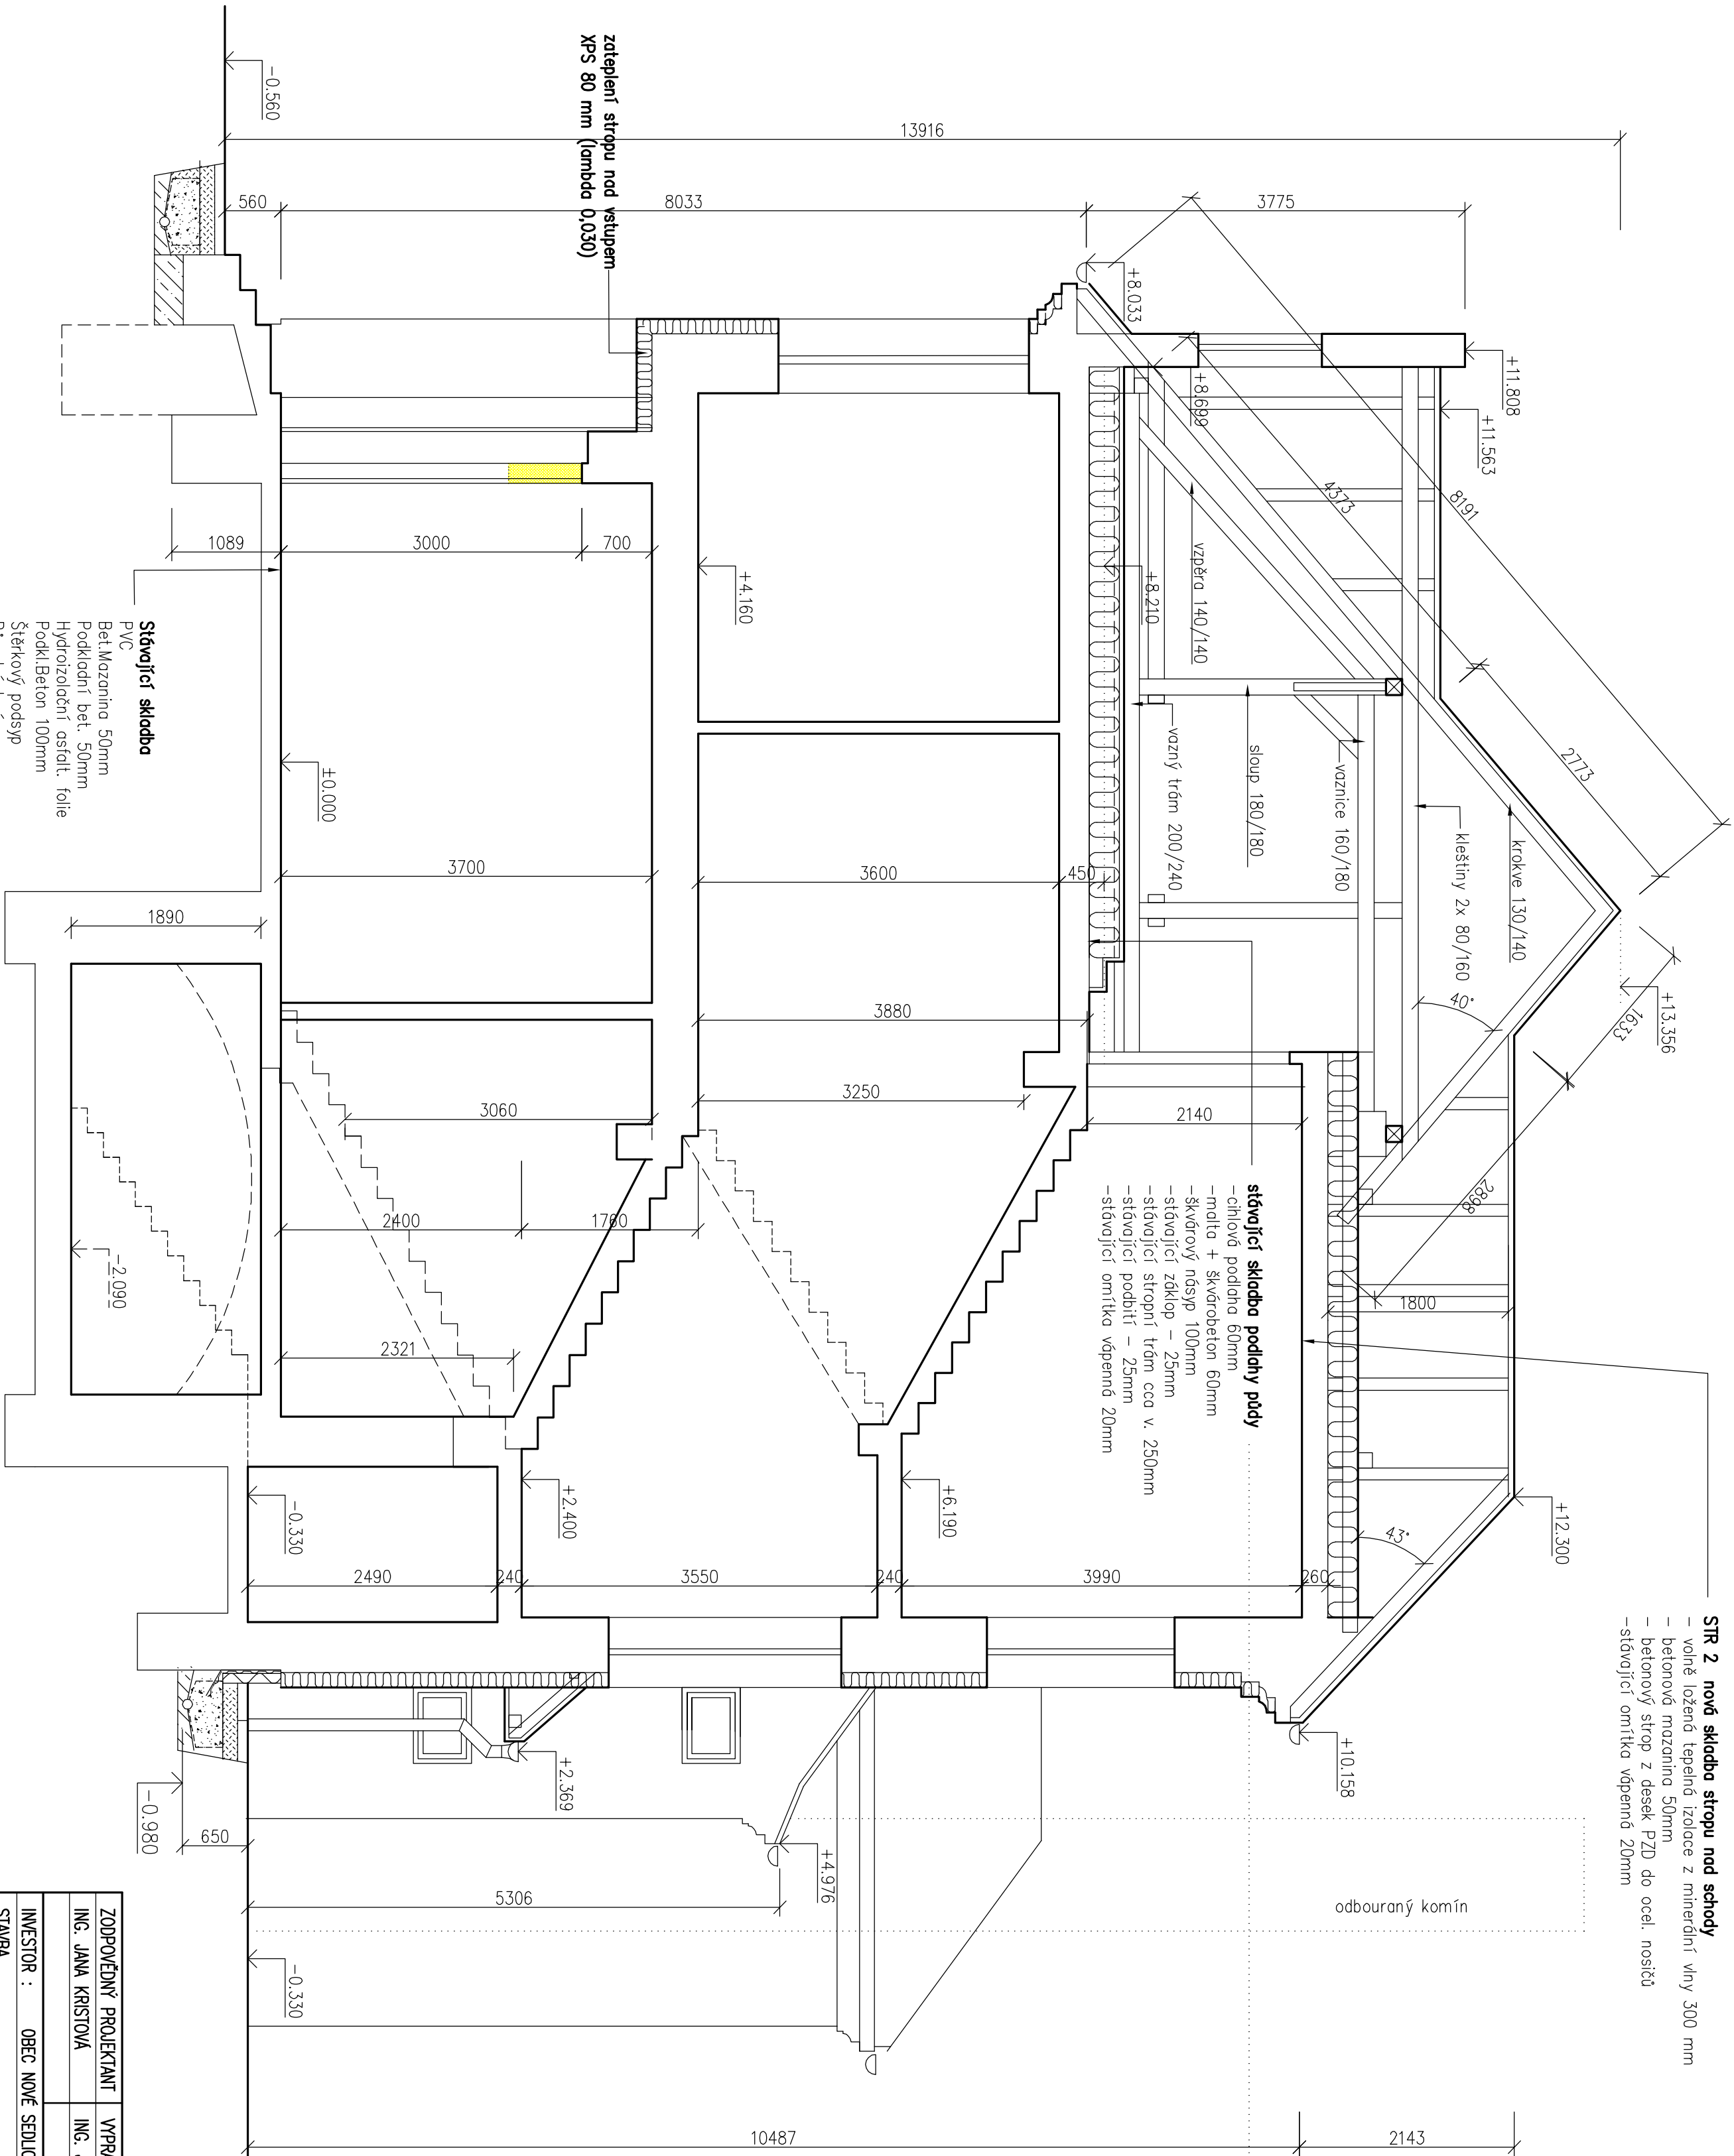 zateplení stropu nad vstupem
XPS 80 mm (lambda 0,030)
Stávající skladba
PVC
Bet.Mazanina 50mm
Podkladní bet. 50mm
Hydroizolační asfalt. folie
Podkl.Beton 100mm
Štěrkový podsyp
stávající skladba podlahy půdy
-cihlová podlaha 60mm
-malta + škvárobeton 60mm
-škvárový násyp 100mm
-stávající záklop - 25mm
-stávající stropní trám cca v. 250mm
-stávající podbití - 25mm
-stávající omítka vápenná 20mm
STR 2 nová skladba stropu nad schody
- volně ložená tepelná izolace z minerální vlny 300 mm
- betonová mazanina 50mm
- betonový strop z desek PZD do ocel. nosičů
-stávající omítka vápenná 20mm
krokve 130/140
kleštiny 2x 80/160
vaznice 160/180
sloup 180/180
vazný trám 200/240
vzpěra 140/140
odbouraný komín
13916
560
8033
3775
8191
4373
2773
1633
2898
40°
43°
1800
-0.560
+8.033
+8.699
+11.808
+11.563
+8.210
+13.356
+12.300
+4.160
±0.000
+6.190
+2.400
-0.330
-2.090
+10.158
+2.369
+4.976
-0.980
-0.330
1089
3000
700
3700
3600
450
3880
3250
2140
3060
2400
1760
2321
1890
2490
240
3550
240
3990
260
650
5306
10487
2143
ZODPOVĚDNÝ PROJEKTANT
ING. JANA KRISTOVÁ
ING.
INVESTOR : OBEC NOVÉ
STAVBA